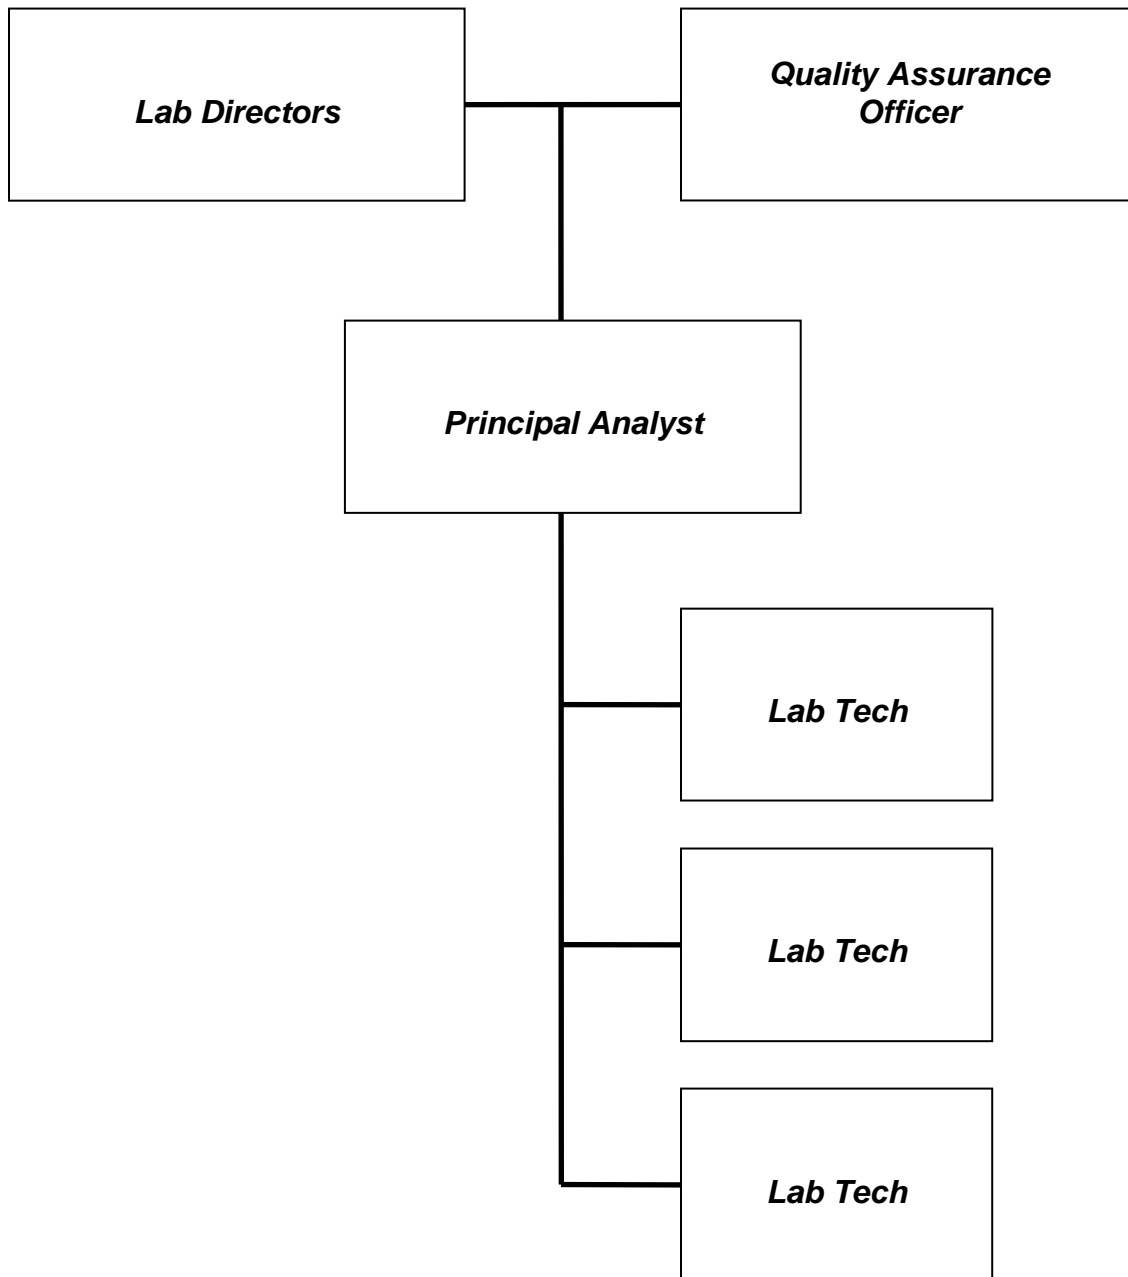 Lab Directors
Quality Assurance
Officer
Principal Analyst
Lab Tech
Lab Tech
Lab Tech